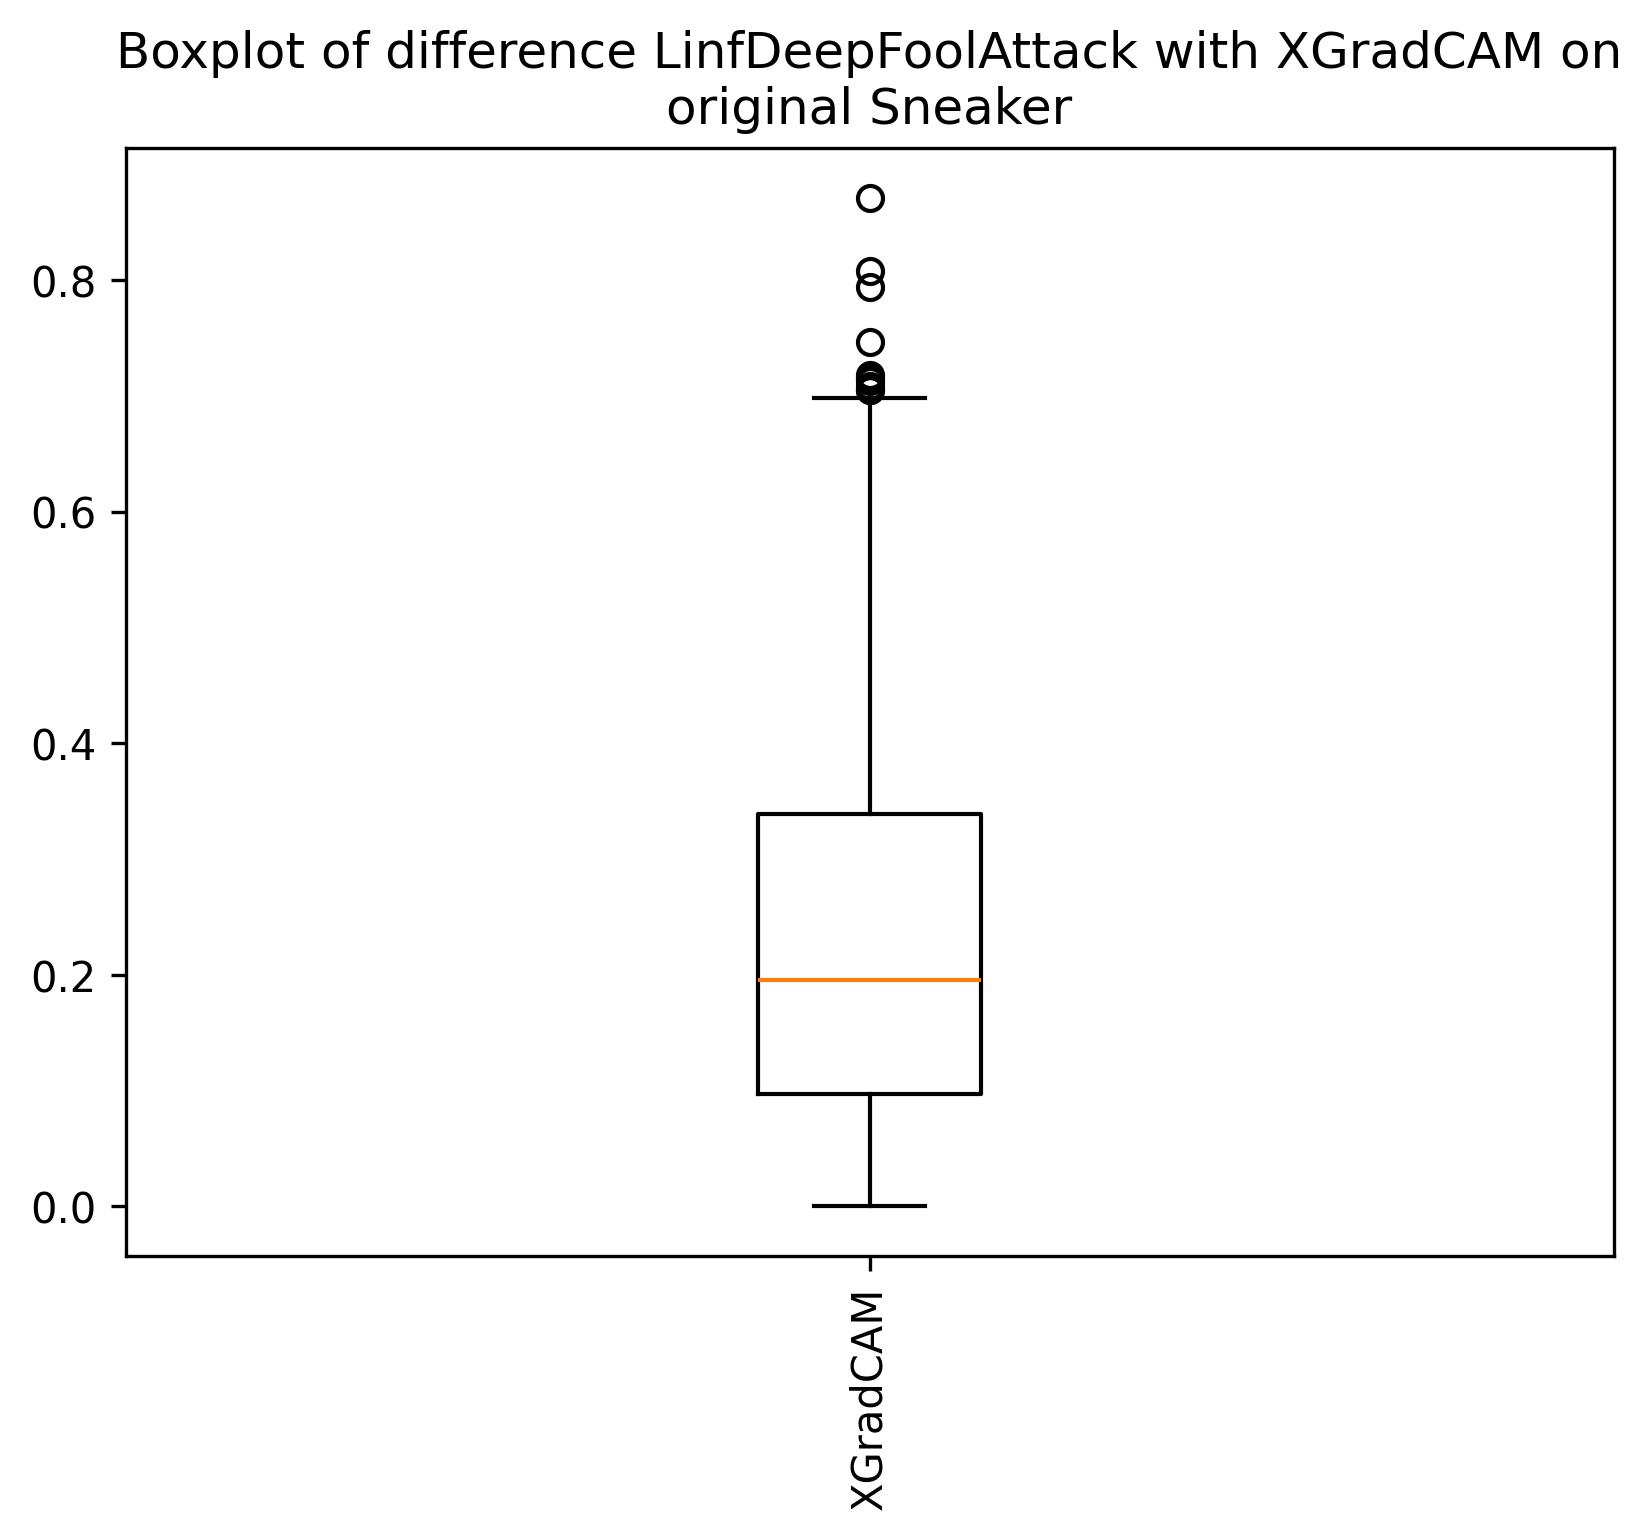 Boxplot of difference LinfDeepFoolAttack with XGradCAM on
original Sneaker
0.8
0.6
0.4
0.2
0.0
XGradCAM